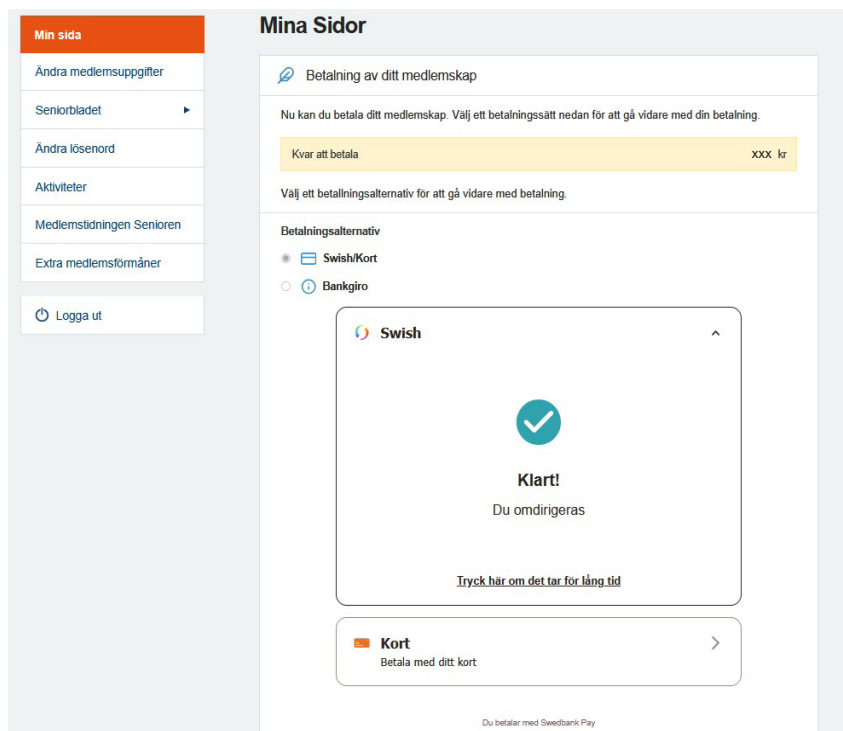 Mina Sidor
Min sida
Ändra medlemsuppgifter
Seniorbladet
Ändra lösenord
Aktiviteter
Medlemstidningen Senioren
Extra medlemsförmåner
Logga ut
Betalning av ditt medlemskap
Nu kan du betala ditt medlemskap. Välj ett betalningssätt nedan för att gå vidare med din betalning.
Kvar att betala xxx kr
Välj ett betallningsalternativ för att gå vidare med betalning.
Betalningsalternativ
Swish/Kort
Bankgiro
Swish
Klart!
Du omdirigeras
Tryck här om det tar för lång tid
Kort
Betala med ditt kort
Du betalar med Swedbank Pay